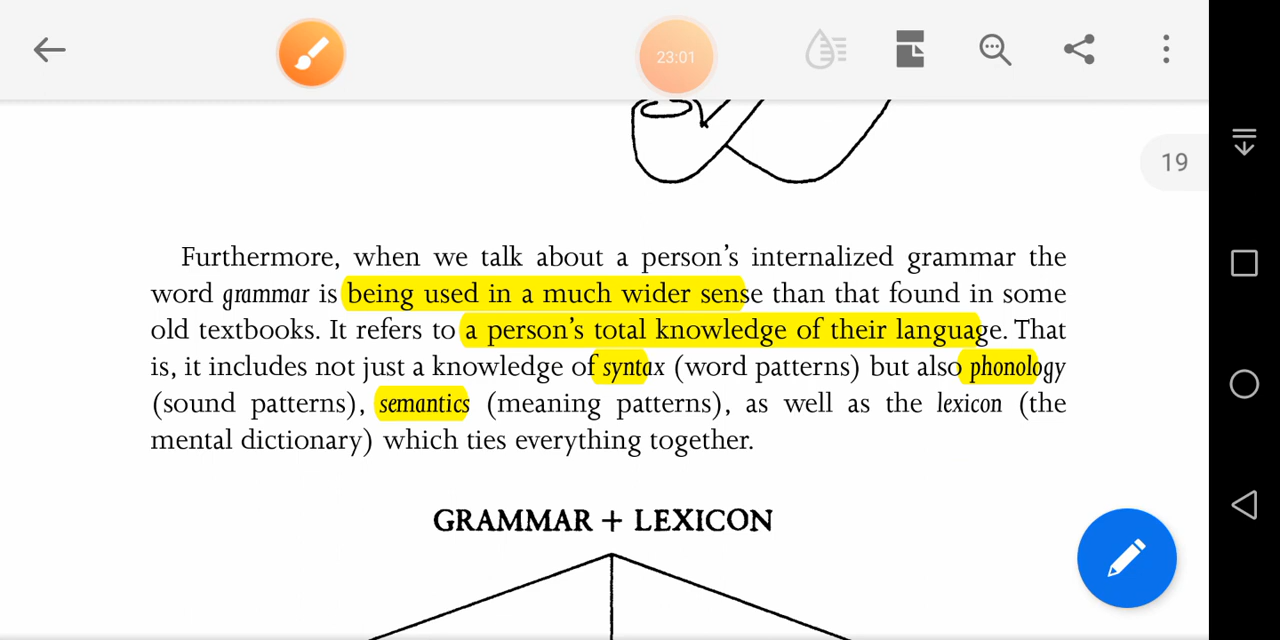 23:01
19
Furthermore, when we talk about a person's internalized grammar the
word grammar is being used in a much wider sense than that found in some
old textbooks. It refers to a person's total knowledge of their language. That
is, it includes not just a knowledge of syntax (word patterns) but also phonology
(sound patterns), semantics (meaning patterns), as well as the lexicon (the
mental dictionary) which ties everything together.
GRAMMAR + LEXICON